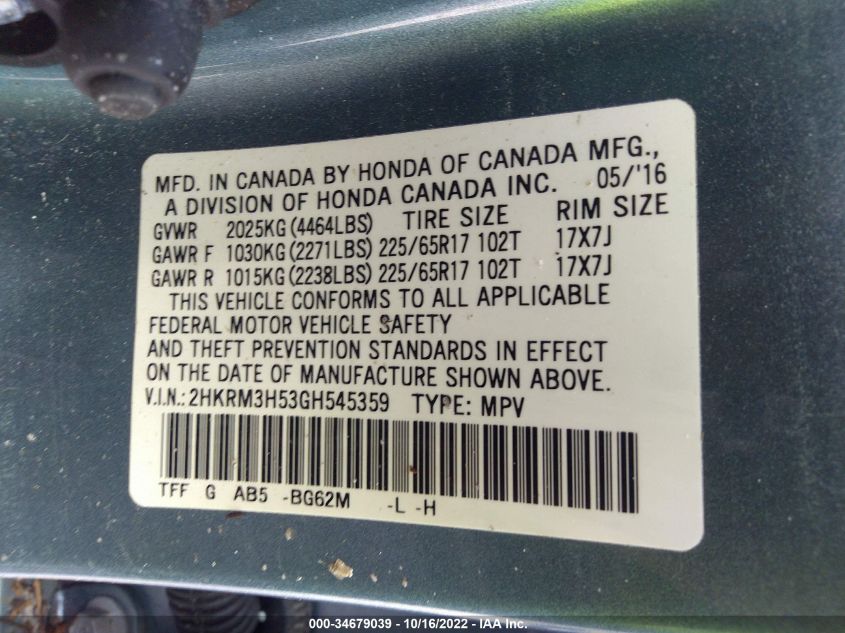 MFD. IN CANADA BY HONDA OF CANADA MFG.,
A DIVISION OF HONDA CANADA INC. 05/'16
GVWR 2025KG(4464LBS) TIRE SIZE RIM SIZE
GAWR F 1030KG(2271LBS) 225/65R17 102T 17X7J
GAWR R 1015KG(2238LBS) 225/65R17 102T 17X7J
THIS VEHICLE CONFORMS TO ALL APPLICABLE
FEDERAL MOTOR VEHICLE SAFETY
AND THEFT PREVENTION STANDARDS IN EFFECT
ON THE DATE OF MANUFACTURE SHOWN ABOVE.
V.I.N.:2HKRM3H53GH545359 TYPE: MPV
TFF G AB5 -BG62M -L -H
000-34679039 - 10/16/2022 - IAA Inc.